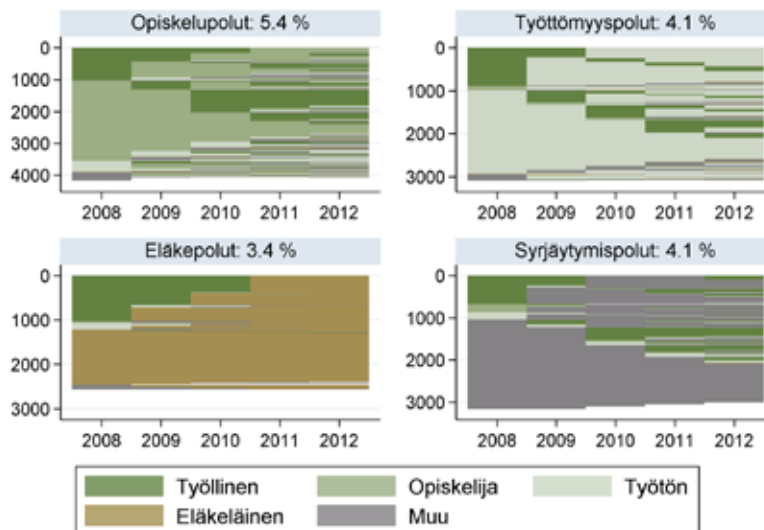 Opiskelupolut: 5.4 %
0
1000
2000
3000
4000
2008 2009 2010 2011 2012
Työttömyyspolut: 4.1 %
0
1000
2000
3000
2008 2009 2010 2011 2012
Eläkepolut: 3.4 %
0
1000
2000
3000
2008 2009 2010 2011 2012
Syrjäytymispolut: 4.1 %
0
1000
2000
3000
2008 2009 2010 2011 2012
Työllinen Opiskelija Työtön
Eläkeläinen Muu